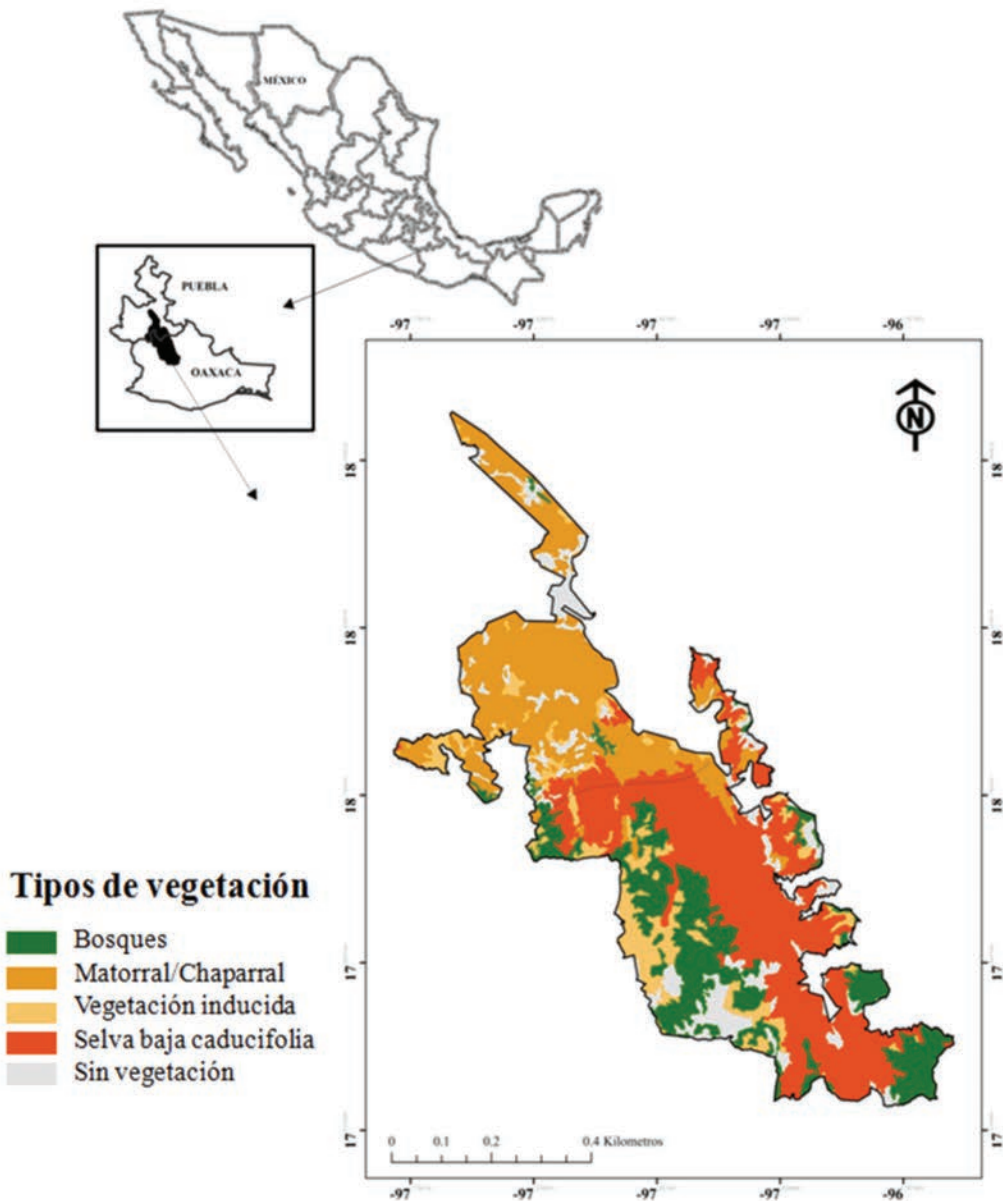 MÉXICO
PUEBLA
OAXACA
-97 -97 -97 -97 -96
N
18 18
18 18
18 18
17 17
17 17
0 0.1 0.2 0.4 Kilometros
-97 -97 -97 -97 -96
Tipos de vegetación
Bosques
Matorral/Chaparral
Vegetación inducida
Selva baja caducifolia
Sin vegetación